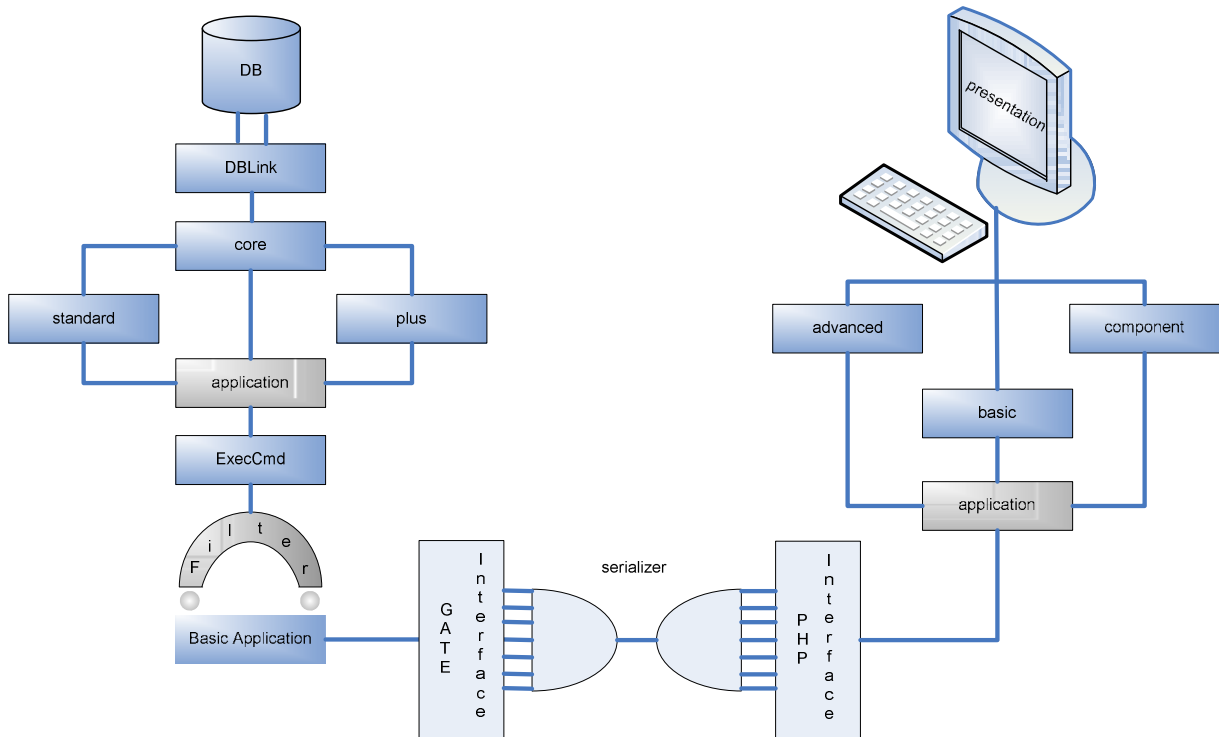 DB
DBLink
core
standard
plus
application
ExecCmd
Filter
Basic Application
GATE
Interface
serializer
PHP
Interface
presentation
advanced
component
basic
application